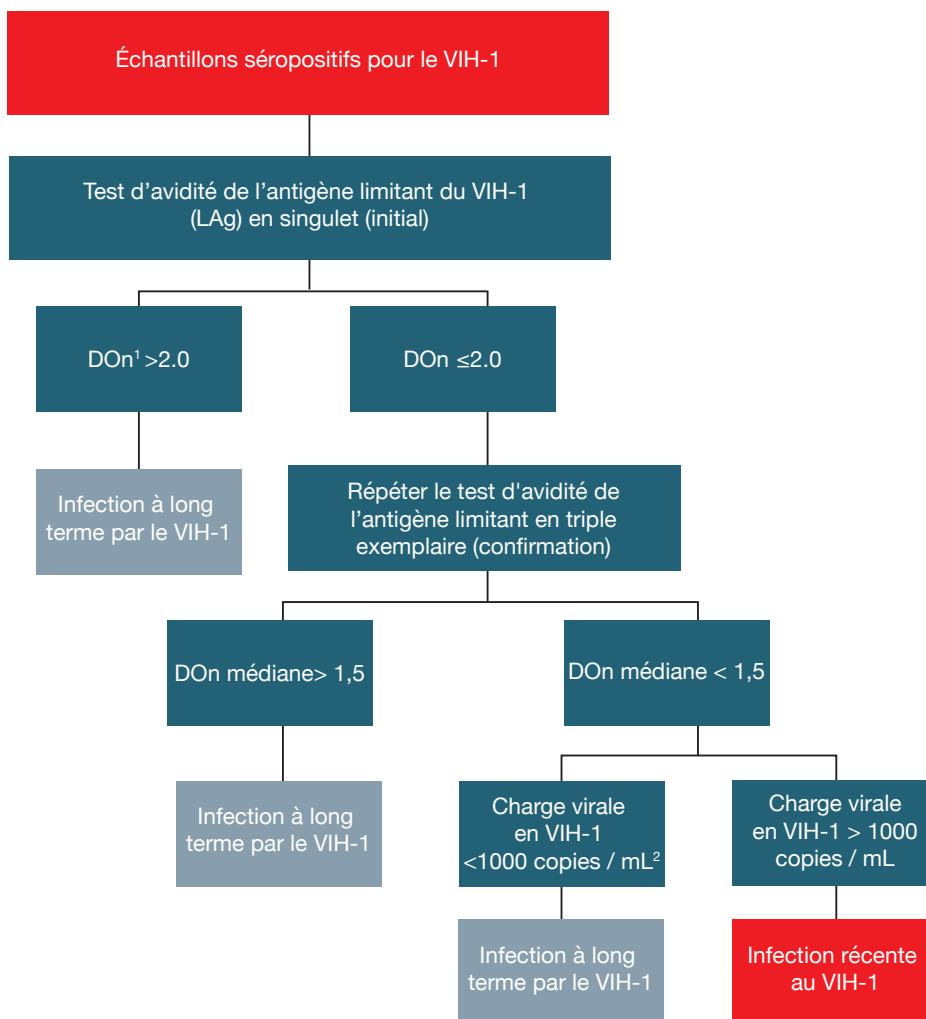 Échantillons séropositifs pour le VIH-1
Test d’avidité de l’antigène limitant du VIH-1
(LAg) en singulet (initial)
DOn¹ >2.0
DOn ≤2.0
Infection à long
terme par le VIH-1
Répéter le test d'avidité de
l’antigène limitant en triple
exemplaire (confirmation)
DOn médiane> 1,5
DOn médiane < 1,5
Infection à long
terme par le VIH-1
Charge virale
en VIH-1
<1000 copies / mL²
Charge virale
en VIH-1 > 1000
copies / mL
Infection à long
terme par le VIH-1
Infection récente
au VIH-1